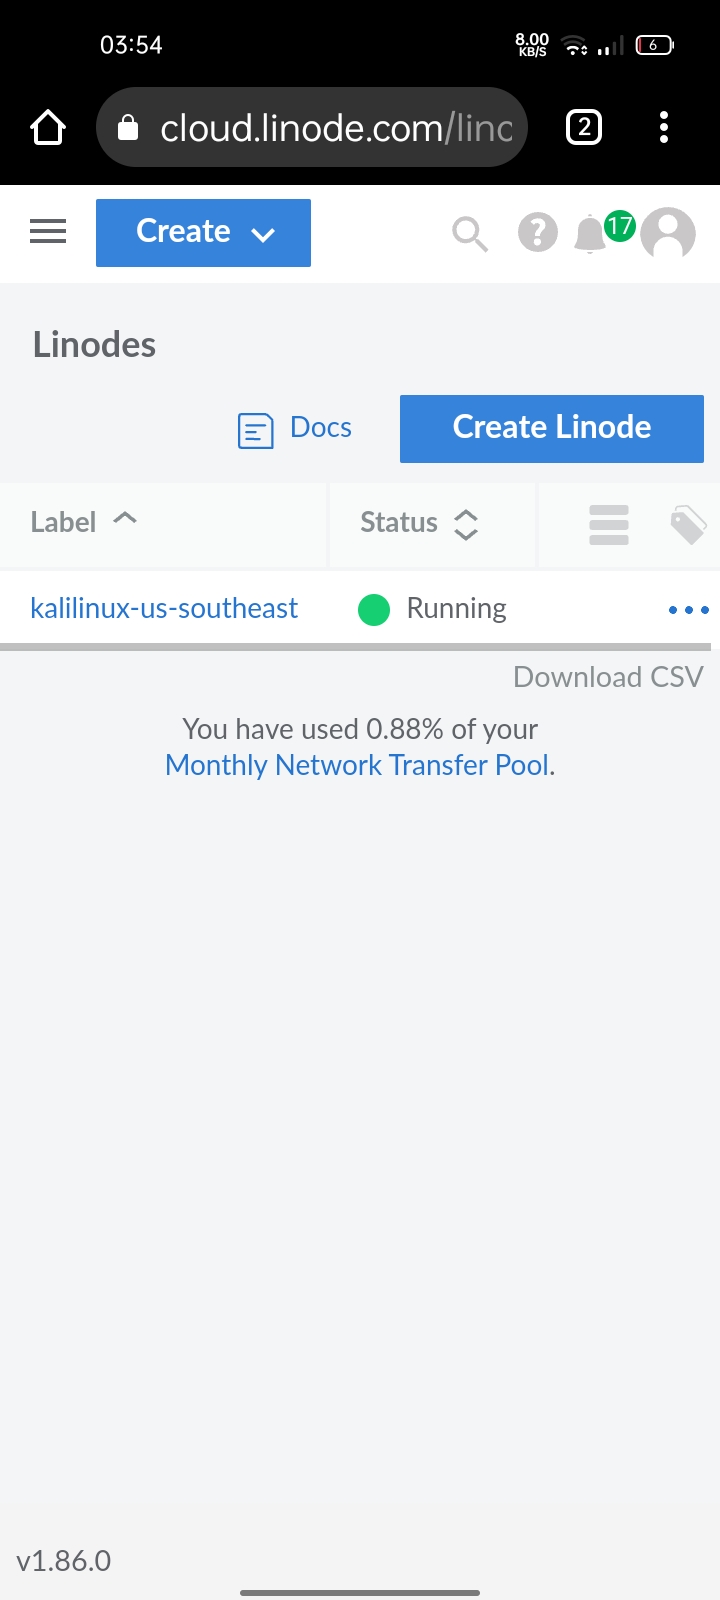 03:54
8.00
KB/S
6
cloud.linode.com/linc
2
Create
17
Linodes
Docs
Create Linode
Label
Status
kalilinux-us-southeast
Running
Download CSV
You have used 0.88% of your
Monthly Network Transfer Pool.
v1.86.0